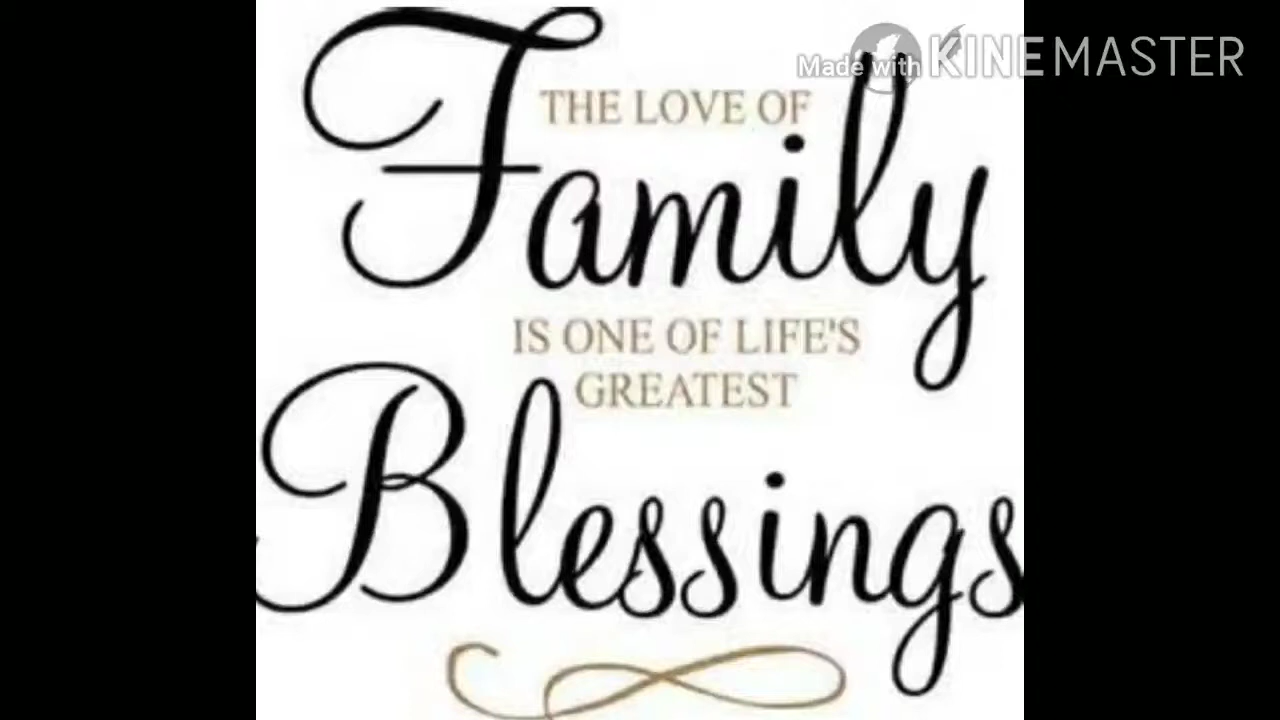 Made with KINEMASTER
THE LOVE OF
Family
IS ONE OF LIFE'S
GREATEST
Blessings